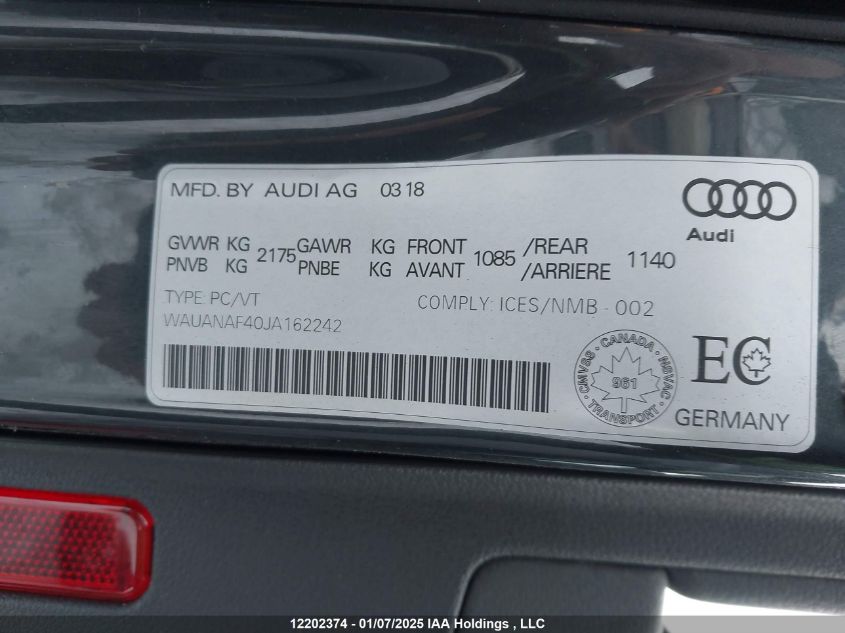 MFD. BY AUDI AG 03 18
Audi
GVWR KG 2175 GAWR KG FRONT 1085 /REAR 1140
PNVB KG PNBE KG AVANT /ARRIERE
TYPE: PC/VT COMPLY: ICES/NMB - 002
WAUANAF40JA162242
CANADA
CMVSS NSVAC
961
TRANSPORT
EC
GERMANY
12202374 - 01/07/2025 IAA Holdings , LLC